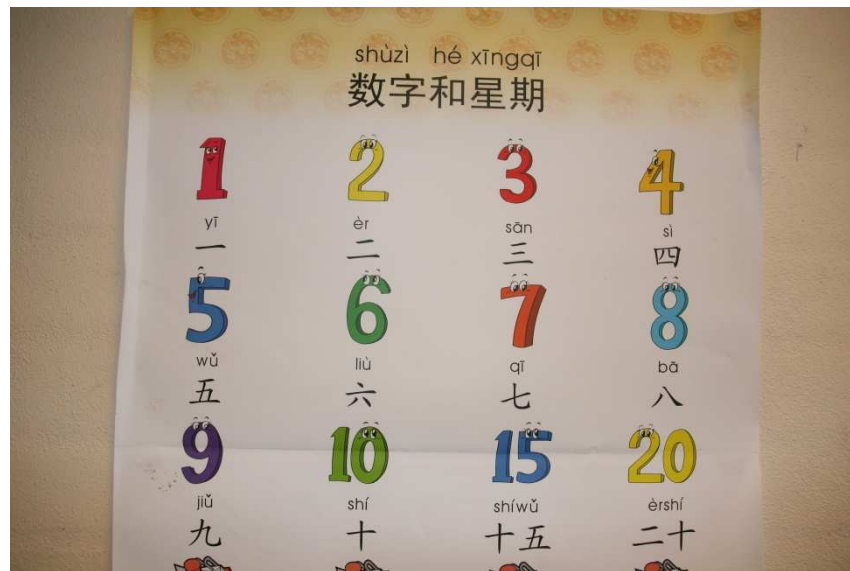 shùzì hé xīngqī
数字和星期
1 2 3 4
yī èr sān sì
一 二 三 四
5 6 7 8
wǔ liù qī bā
五 六 七 八
9 10 15 20
jiǔ shí shíwǔ èrshí
九 十 十五 二十